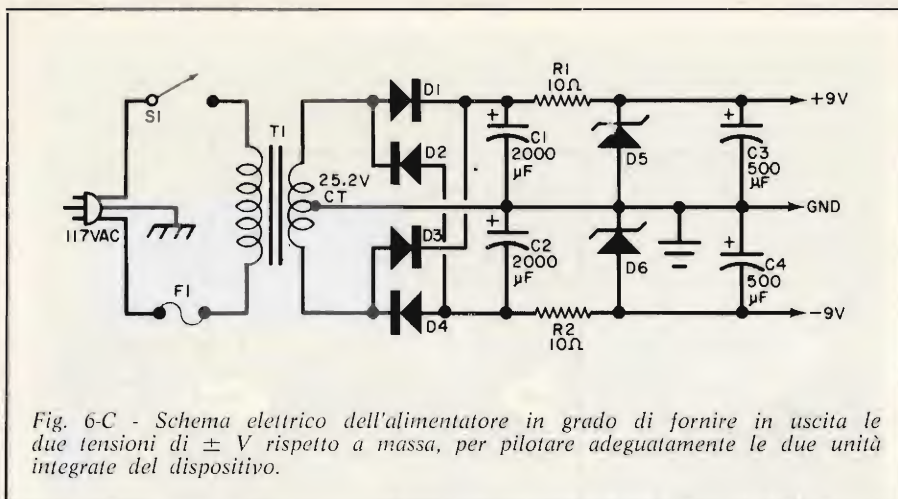 S1
117VAC
F1
T1
25.2V
CT
D1
D2
D3
D4
C1
2000
µF
C2
2000
µF
R1
10Ω
R2
10Ω
D5
D6
C3
500
µF
C4
500
µF
+9V
GND
-9V
+
+
+
+
Fig. 6-C - Schema elettrico dell'alimentatore in grado di fornire in uscita le
due tensioni di ± V rispetto a massa, per pilotare adeguatamente le due unità
integrate del dispositivo.